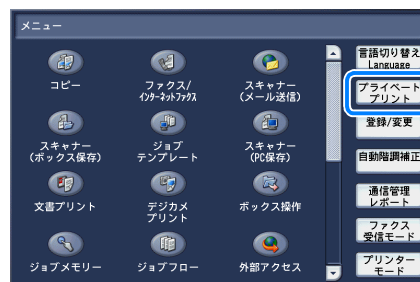 メニュー
コピー
ファクス/
インターネットファクス
スキャナー
(メール送信)
スキャナー
(ボックス保存)
ジョブ
テンプレート
スキャナー
(PC保存)
文書プリント
デジカメ
プリント
ボックス操作
ジョブメモリー
ジョブフロー
外部アクセス
言語切り替え
Language
プライベート
プリント
登録/変更
自動階調補正
通信管理
レポート
ファクス
受信モード
プリンター
モード